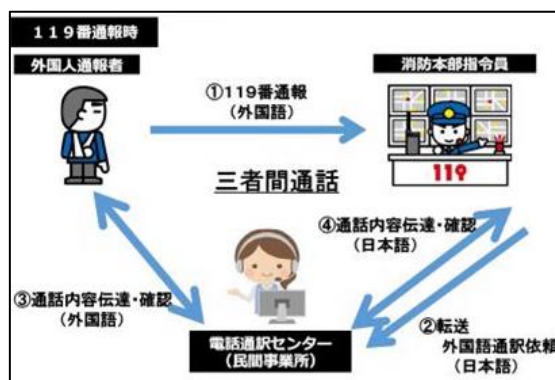 119番通報時
外国人通報者
消防本部指令員
①119番通報
(外国語)
119
三者間通話
④通話内容伝達・確認
(日本語)
③通話内容伝達・確認
(外国語)
電話通訳センター
(民間事業所)
②転送
外国語通訳依頼
(日本語)